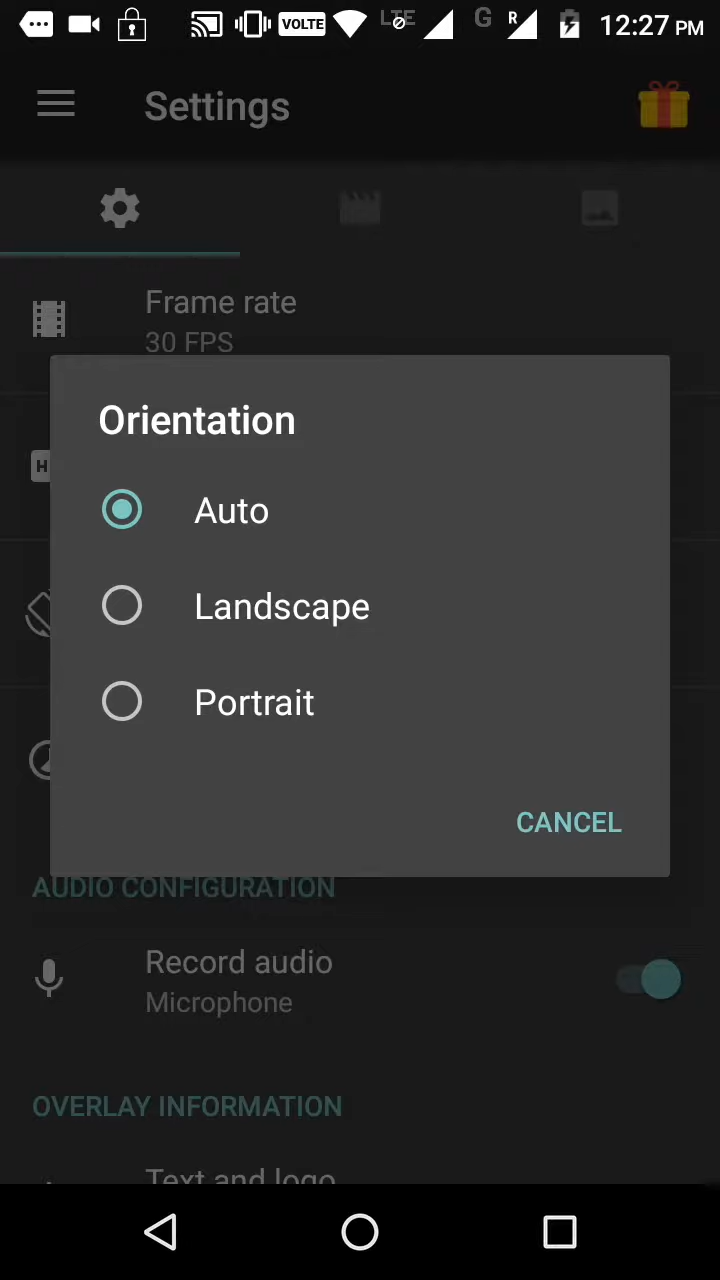 VOLTE LTE G R 12:27 PM
Settings
Frame rate
30 FPS
Orientation
H
Auto
Landscape
Portrait
CANCEL
AUDIO CONFIGURATION
Record audio
Microphone
OVERLAY INFORMATION
Text and logo